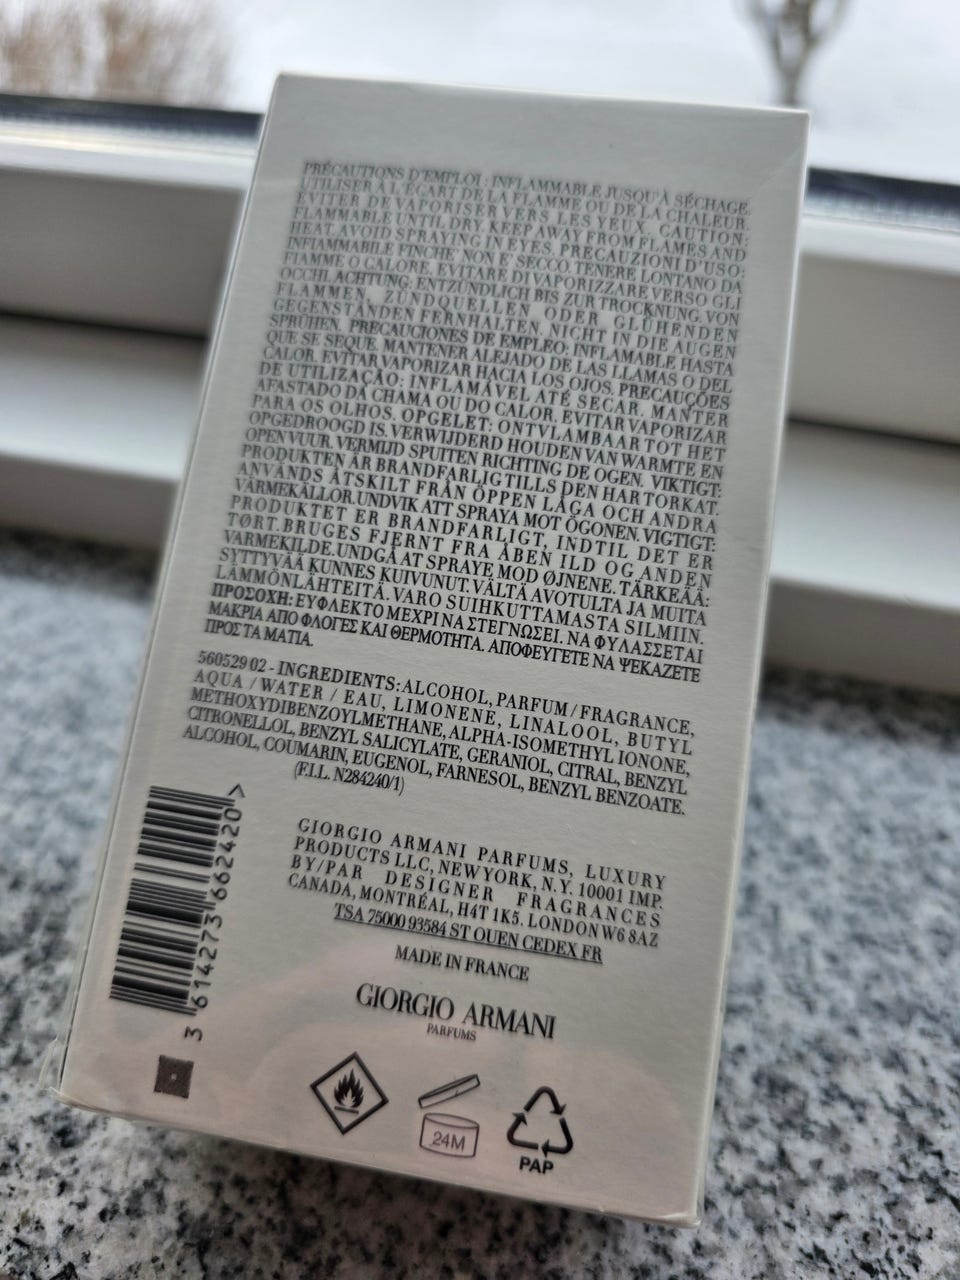 PRÉCAUTIONS D'EMPLOI : INFLAMMABLE JUSQU'À SÉCHAGE.
UTILISER À L'ÉCART DE LA FLAMME OU DE LA CHALEUR.
ÉVITER DE VAPORISER VERS LES YEUX. CAUTION:
FLAMMABLE UNTIL DRY. KEEP AWAY FROM FLAMES AND
HEAT. AVOID SPRAYING IN EYES. PRECAUZIONI D'USO:
INFIAMMABILE FINCHÉ NON È SECCO. TENERE LONTANO DA
FIAMME O CALORE. EVITARE DI VAPORIZZARE VERSO GLI
OCCHI. ACHTUNG: ENTZÜNDLICH BIS ZUR TROCKNUNG. VON
FLAMMEN, ZÜNDQUELLEN ODER GLÜHENDEN
GEGENSTÄNDEN FERNHALTEN. NICHT IN DIE AUGEN
SPRÜHEN. PRECAUCIONES DE EMPLEO: INFLAMABLE HASTA
QUE SE SEQUE. MANTENER ALEJADO DE LAS LLAMAS O DEL
CALOR. EVITAR VAPORIZAR HACIA LOS OJOS. PRECAUÇÕES
DE UTILIZAÇÃO: INFLAMÁVEL ATÉ SECAR. MANTER
AFASTADO DA CHAMA OU DO CALOR. EVITAR VAPORIZAR
PARA OS OLHOS. OPGELET: ONTVLAMBAAR TOT HET
OPGEDROOGD IS. VERWIJDERD HOUDEN VAN WARMTE EN
OPEN VUUR. VERMIJD SPUITEN RICHTING DE OGEN. VIKTIGT:
PRODUKTEN ÄR BRANDFARLIG TILLS DEN HAR TORKAT.
ANVÄNDS ÅTSKILT FRÅN ÖPPEN LÅGA OCH ANDRA
VÄRMEKÄLLOR. UNDVIK ATT SPRAYA MOT ÖGONEN. VIGTIGT:
PRODUKTET ER BRANDFARLIGT, INDTIL DET ER
TØRT. BRUGES FJERNT FRA ÅBEN ILD OG ANDEN
VARMEKILDE. UNDGÅ AT SPRAYE MOD ØJNENE. TÄRKEÄÄ:
SYTTYVÄÄ KUNNES KUIVUNUT. VÄLTÄ AVOTULTA JA MUITA
LÄMMÖNLÄHTEITÄ. VARO SUIHKUTTAMASTA SILMIIN.
ΠΡΟΣΟΧΗ: ΕΥΦΛΕΚΤΟ ΜΕΧΡΙ ΝΑ ΣΤΕΓΝΩΣΕΙ. ΝΑ ΦΥΛΑΣΣΕΤΑΙ
ΜΑΚΡΙΑ ΑΠΟ ΦΛΟΓΕΣ ΚΑΙ ΘΕΡΜΟΤΗΤΑ. ΑΠΟΦΕΥΓΕΤΕ ΝΑ ΨΕΚΑΖΕΤΕ
ΠΡΟΣ ΤΑ ΜΑΤΙΑ.
560529 02 - INGREDIENTS: ALCOHOL, PARFUM / FRAGRANCE,
AQUA / WATER / EAU, LIMONENE, LINALOOL, BUTYL
METHOXYDIBENZOYLMETHANE, ALPHA-ISOMETHYL IONONE,
CITRONELLOL, BENZYL SALICYLATE, GERANIOL, CITRAL, BENZYL
ALCOHOL, COUMARIN, EUGENOL, FARNESOL, BENZYL BENZOATE.
(F.I.L. N284240/1)
GIORGIO ARMANI PARFUMS, LUXURY
PRODUCTS LLC, NEW YORK, N.Y. 10001 IMP.
BY/PAR DESIGNER FRAGRANCES
CANADA, MONTRÉAL, H4T 1K5. LONDON W6 8AZ
TSA 75000 93584 ST OUEN CEDEX FR
MADE IN FRANCE
GIORGIO ARMANI
PARFUMS
3 614273 662420 >
24M
PAP